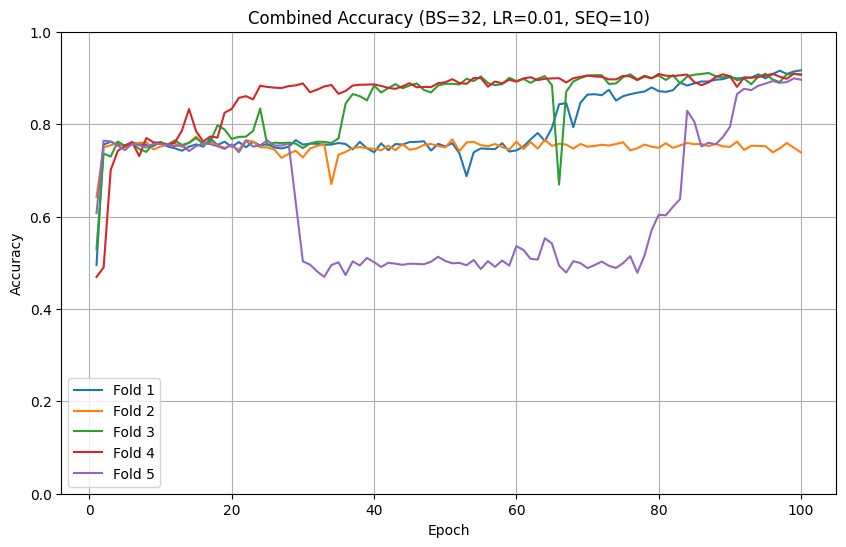 Combined Accuracy (BS=32, LR=0.01, SEQ=10)
1.0
0.8
0.6
0.4
0.2
0.0
Accuracy
Fold 1
Fold 2
Fold 3
Fold 4
Fold 5
0 20 40 60 80 100
Epoch